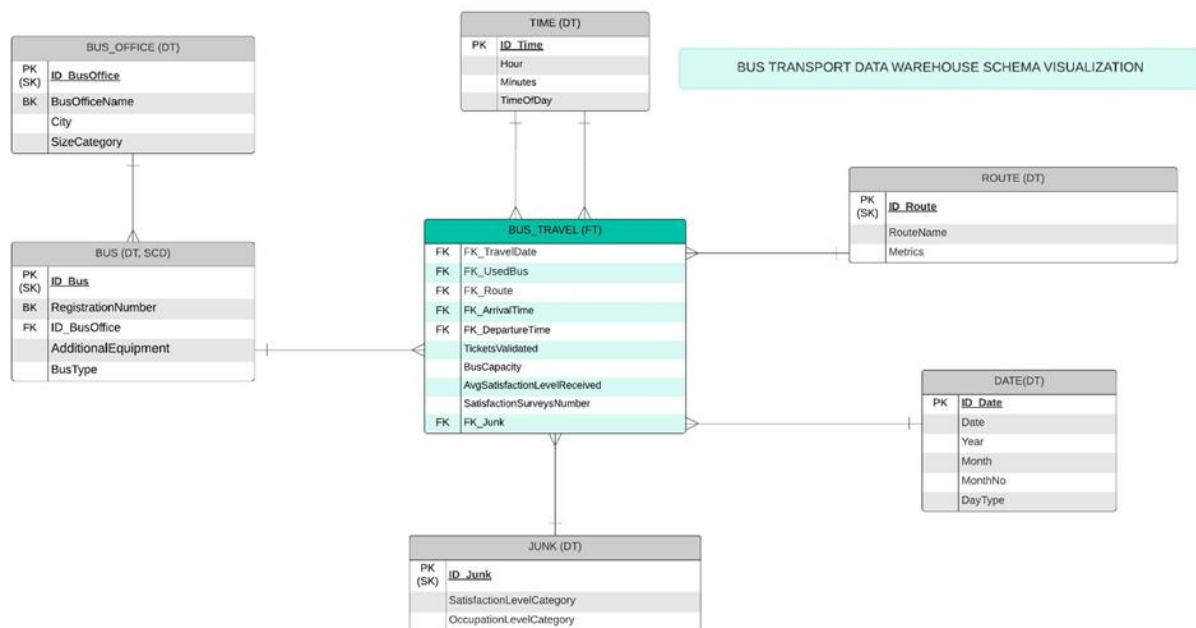 TIME (DT)
PK ID_Time
Hour
Minutes
TimeOfDay
BUS TRANSPORT DATA WAREHOUSE SCHEMA VISUALIZATION
BUS_OFFICE (DT)
PK (SK) ID_BusOffice
BK BusOfficeName
City
SizeCategory
ROUTE (DT)
PK (SK) ID_Route
RouteName
Metrics
BUS (DT, SCD)
PK (SK) ID_Bus
BK RegistrationNumber
FK ID_BusOffice
AdditionalEquipment
BusType
BUS_TRAVEL (FT)
FK FK_TravelDate
FK FK_UsedBus
FK FK_Route
FK FK_ArrivalTime
FK FK_DepartureTime
TicketsValidated
BusCapacity
AvgSatisfactionLevelReceived
SatisfactionSurveysNumber
FK FK_Junk
DATE(DT)
PK ID_Date
Date
Year
Month
MonthNo
DayType
JUNK (DT)
PK (SK) ID_Junk
SatisfactionLevelCategory
OccupationLevelCategory